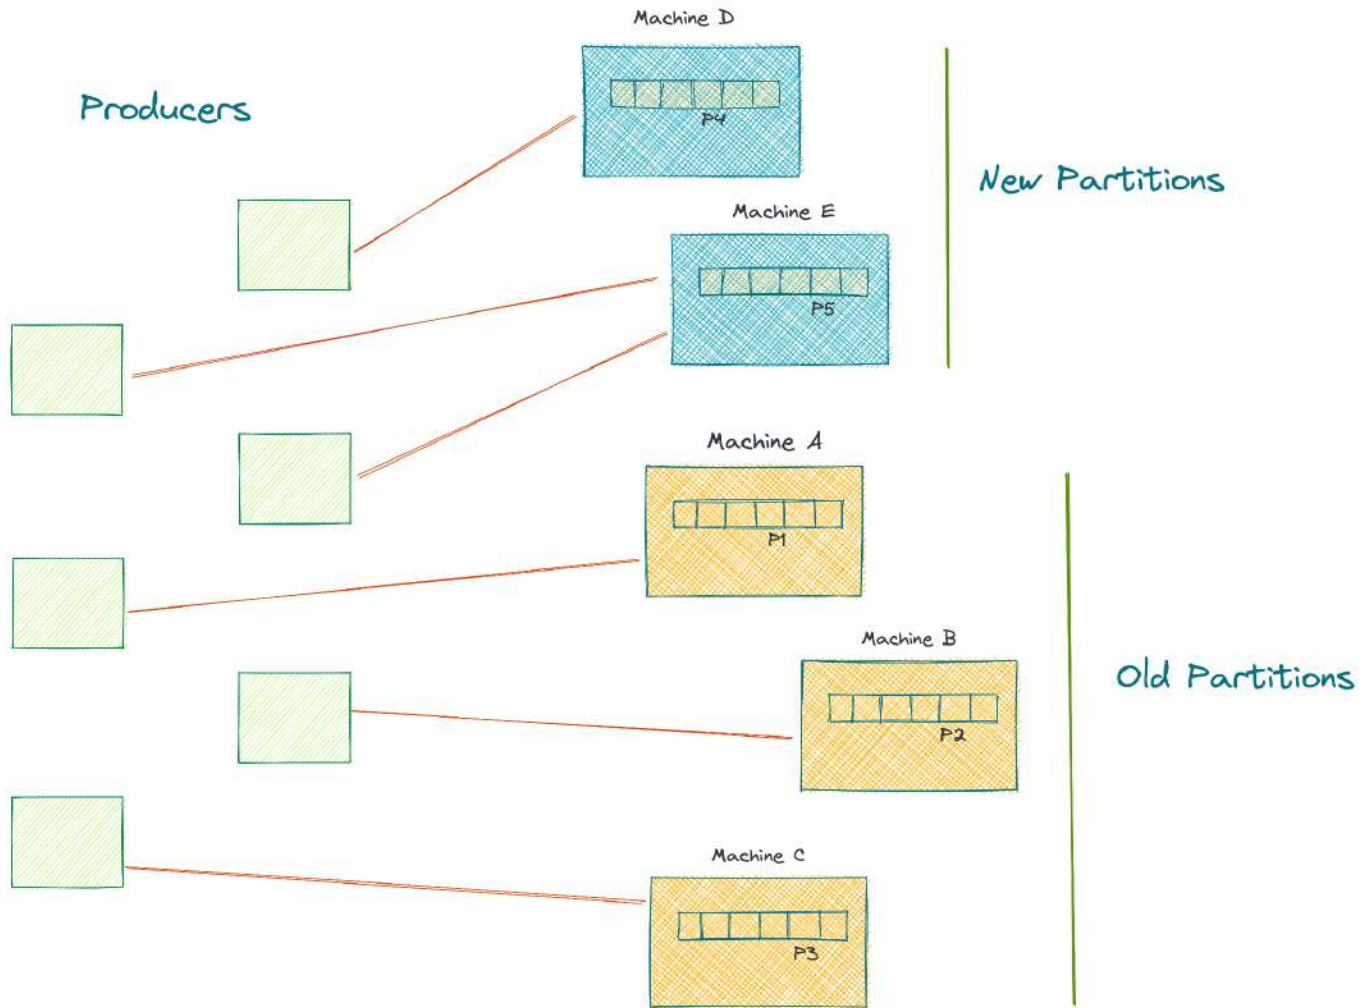 Machine D
Producers
P4
New Partitions
Machine E
P5
Machine A
P1
Machine B
Old Partitions
P2
Machine C
P3